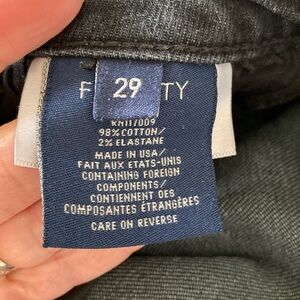 F 29 TY
RN117009
98%COTTON/
2% ELASTANE
MADE IN USA/
FAIT AUX ETATS-UNIS
CONTAINING FOREIGN
COMPONENTS/
CONTIENNENT DES
COMPOSANTES ÉTRANGÈRES
CARE ON REVERSE